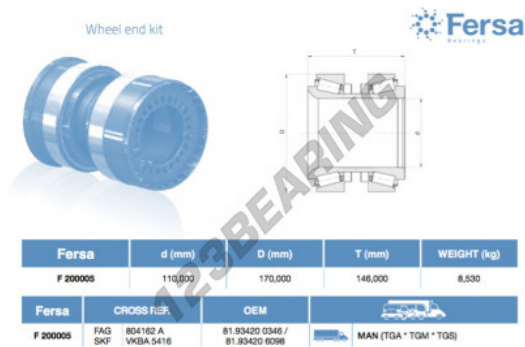 Wheel end kit
Fersa
Bearings
T
D
d
123BEARING
Fersa d (mm) D (mm) T (mm) WEIGHT (kg)
F 200005 110,000 170,000 146,000 8,530
Fersa CROSS REF. OEM
F 200005 FAG 804162 A 81.93420 0346 / MAN (TGA * TGM * TGS)
SKF VKBA 5416 81.93420 6098